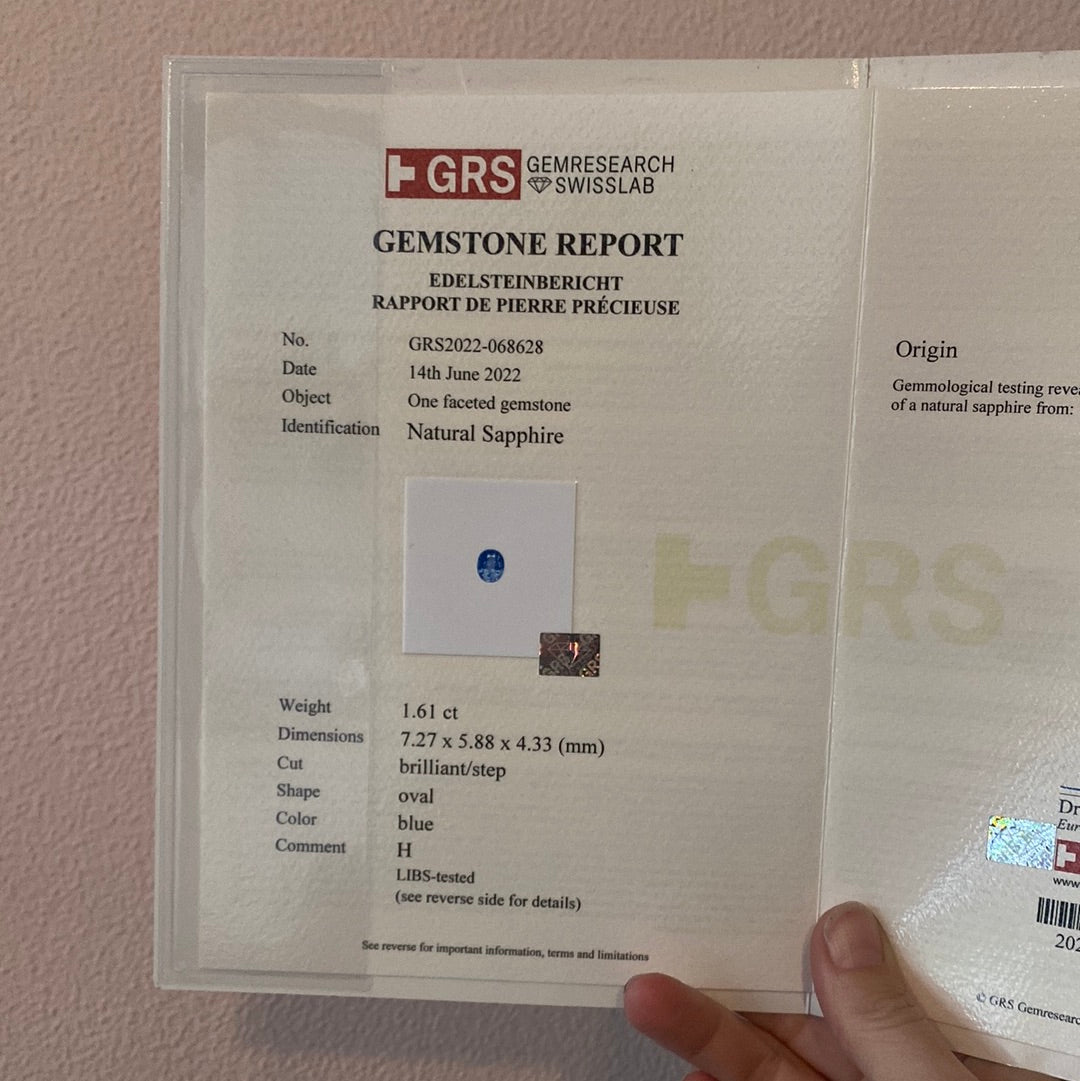 GRS GEMRESEARCH
SWISSLAB
GEMSTONE REPORT
EDELSTEINBERICHT
RAPPORT DE PIERRE PRÉCIEUSE
No. GRS2022-068628
Date 14th June 2022
Object One faceted gemstone
Identification Natural Sapphire
Weight 1.61 ct
Dimensions 7.27 x 5.88 x 4.33 (mm)
Cut brilliant/step
Shape oval
Color blue
Comment H
LIBS-tested
(see reverse side for details)
See reverse for important information, terms and limitations
GRS
Origin
Gemmological testing
of a natural sapphire from:
Dr
www
© GRS